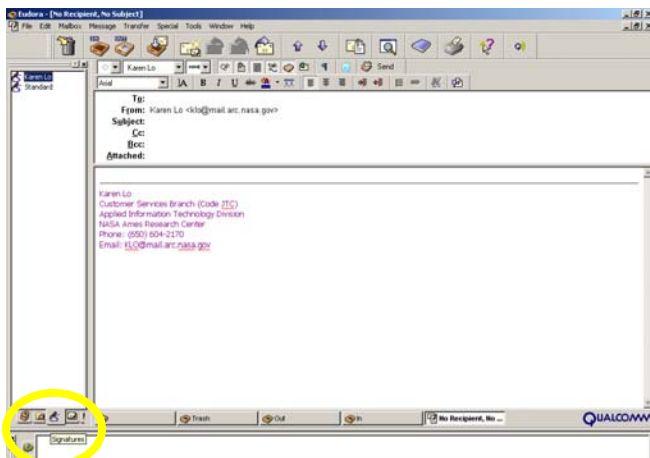 Eudora - [No Recipient, No Subject]
File Edit Mailbox Message Transfer Special Tools Window Help
Karen Lo
Standard
Karen Lo
Send
Arial
B I U
To:
From: Karen Lo <klo@mail.arc.nasa.gov>
Subject:
Cc:
Bcc:
Attached:
Karen Lo
Customer Services Branch (Code JTC)
Applied Information Technology Division
NASA Ames Research Center
Phone: (650) 604-2170
Email: KLO@mail.arc.nasa.gov
Trash
Out
In
No Recipient, No ...
QUALCOMM
Signatures